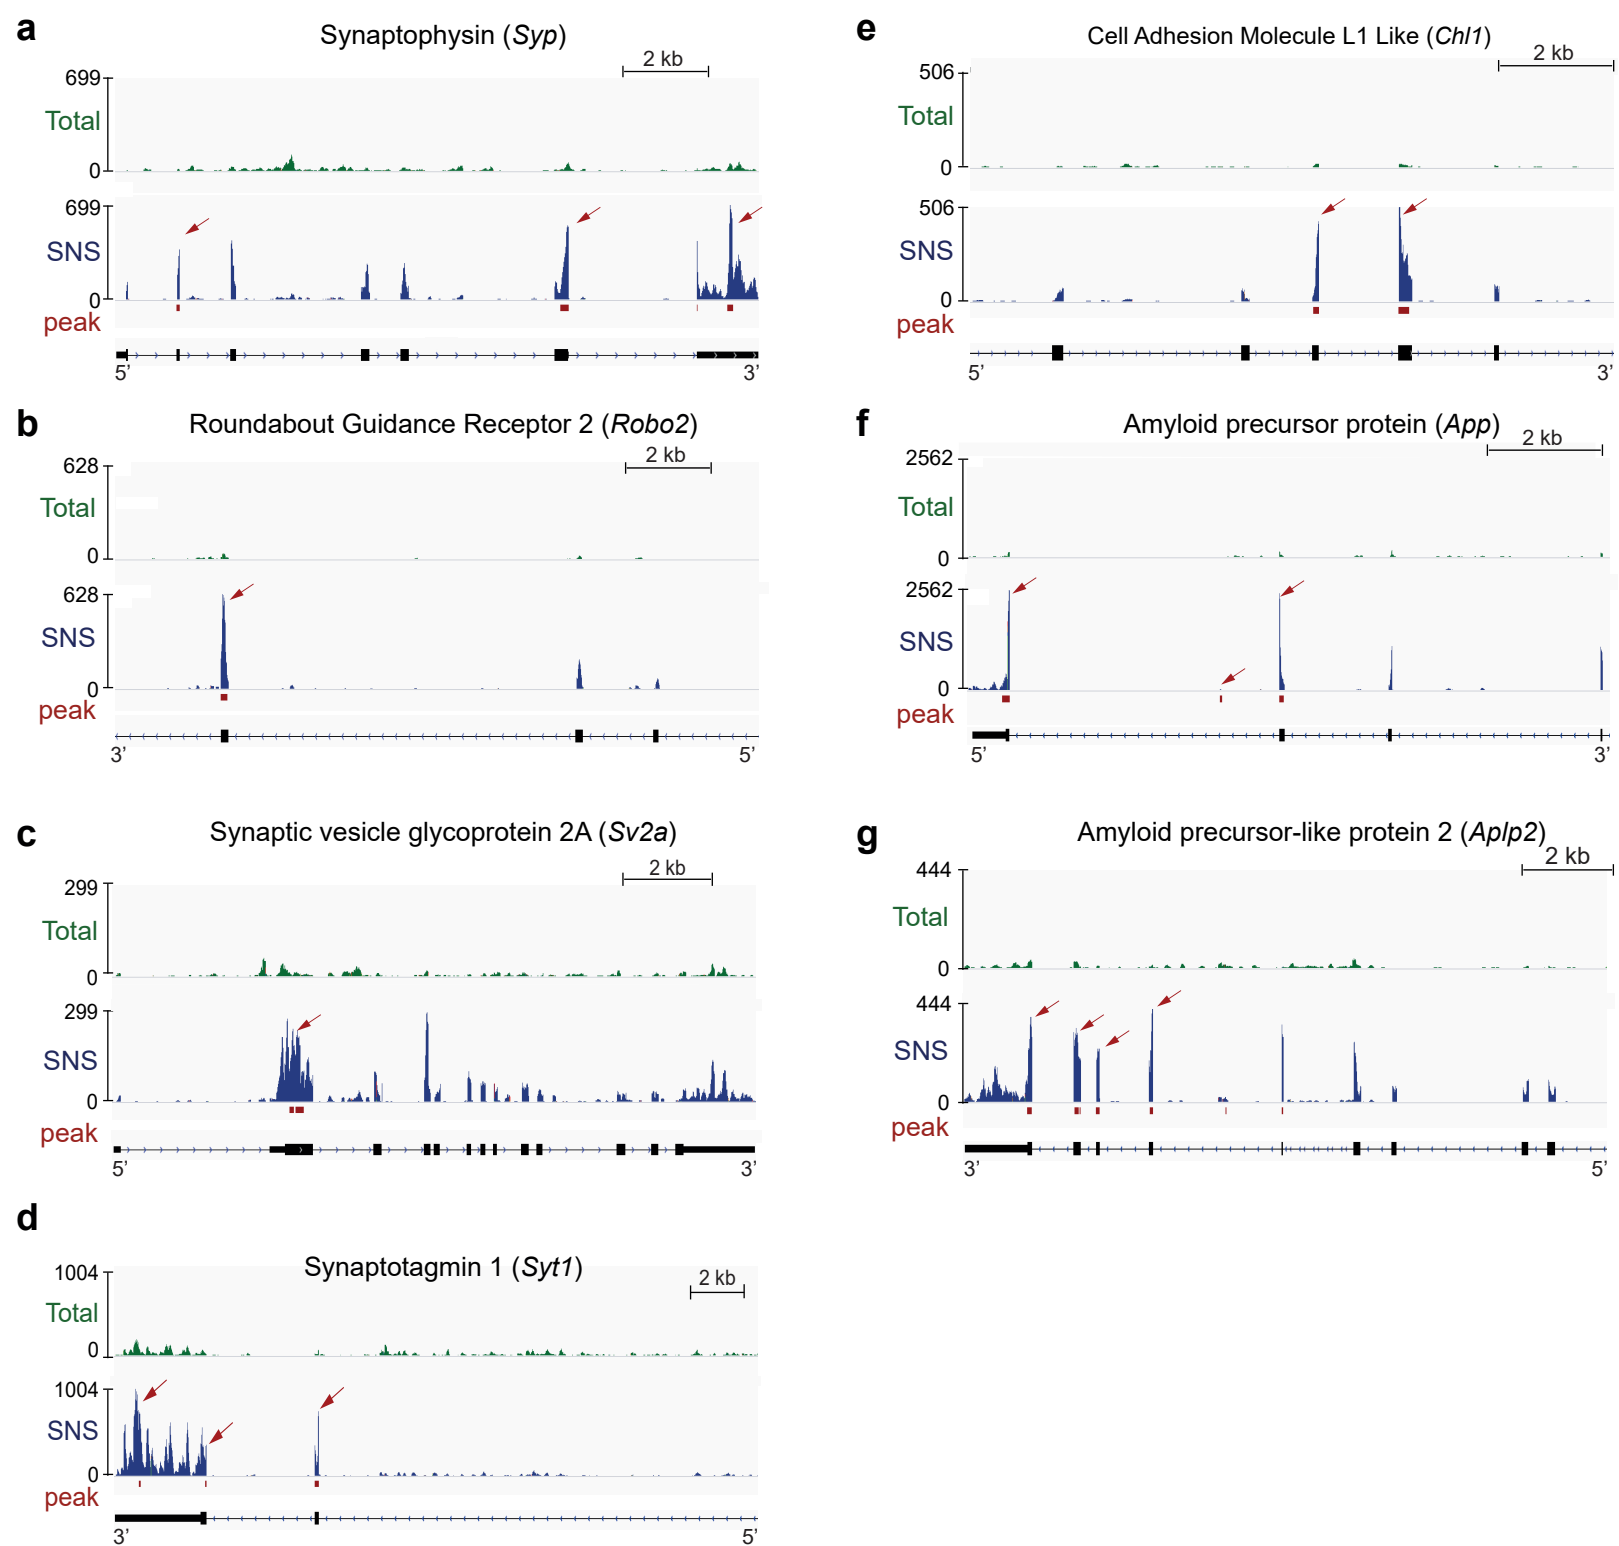 a
Synaptophysin (Syp)
2 kb
699
Total
0
699
SNS
0
peak
5’ 3’
b
Roundabout Guidance Receptor 2 (Robo2)
2 kb
628
Total
0
628
SNS
0
peak
3’ 5’
c
Synaptic vesicle glycoprotein 2A (Sv2a)
2 kb
299
Total
0
299
SNS
0
peak
5’ 3’
d
Synaptotagmin 1 (Syt1)
2 kb
1004
Total
0
1004
SNS
0
peak
3’ 5’
e
Cell Adhesion Molecule L1 Like (Chl1)
2 kb
506
Total
0
506
SNS
0
peak
5’ 3’
f
Amyloid precursor protein (App)
2 kb
2562
Total
0
2562
SNS
0
peak
5’ 3’
g
Amyloid precursor-like protein 2 (Aplp2)
2 kb
444
Total
0
444
SNS
0
peak
3’ 5’